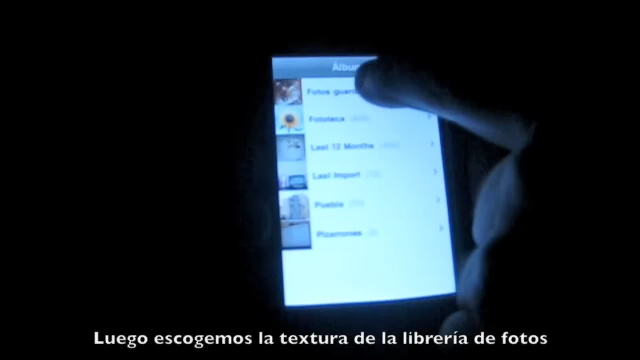 Álbu
Fotos guar
Fototeca
Last 12 Months
Last Import
Puebla
Pizarrones
Luego escogemos la textura de la librería de fotos